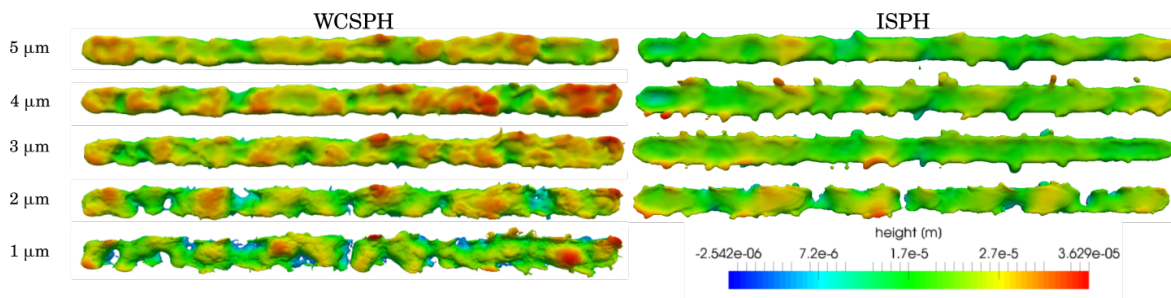 WCSPH ISPH
5 μm
4 μm
3 μm
2 μm
1 μm
height (m)
-2.542e-06 7.2e-6 1.7e-5 2.7e-5 3.629e-05